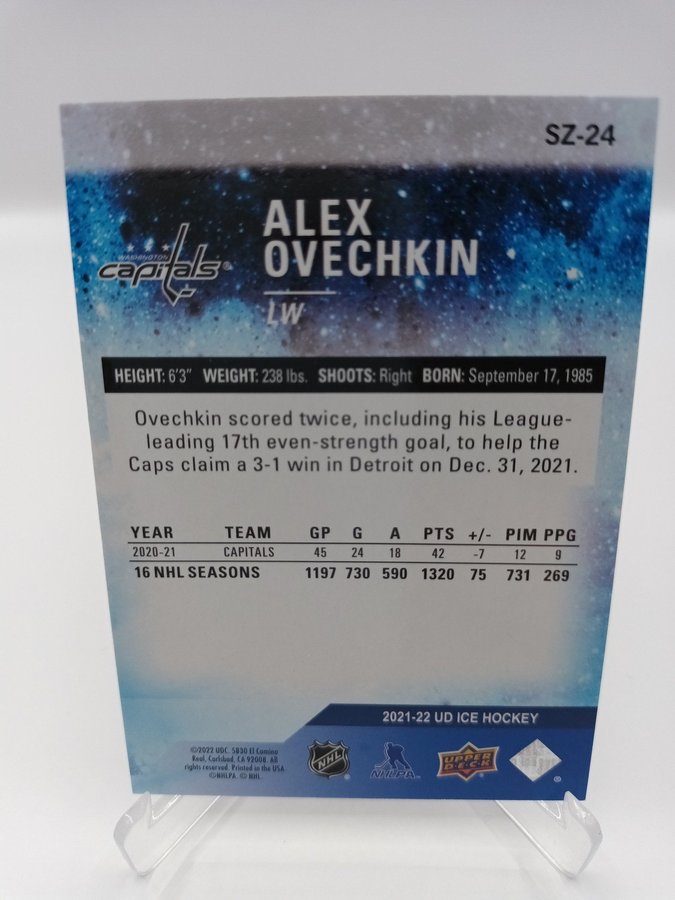 SZ-24
ALEX
OVECHKIN
WASHINGTON
capitals
LW
HEIGHT: 6'3" WEIGHT: 238 lbs. SHOOTS: Right BORN: September 17, 1985
Ovechkin scored twice, including his League-
leading 17th even-strength goal, to help the
Caps claim a 3-1 win in Detroit on Dec. 31, 2021.
YEAR TEAM GP G A PTS +/- PIM PPG
2020-21 CAPITALS 45 24 18 42 -7 12 9
16 NHL SEASONS 1197 730 590 1320 75 731 269
2021-22 UD ICE HOCKEY
©2022 UDC. 5830 El Camino
Real, Carlsbad, CA 92008. All
rights reserved. Printed in the USA
©NHLPA. © NHL.
NHL
NHLPA
UPPER
DECK